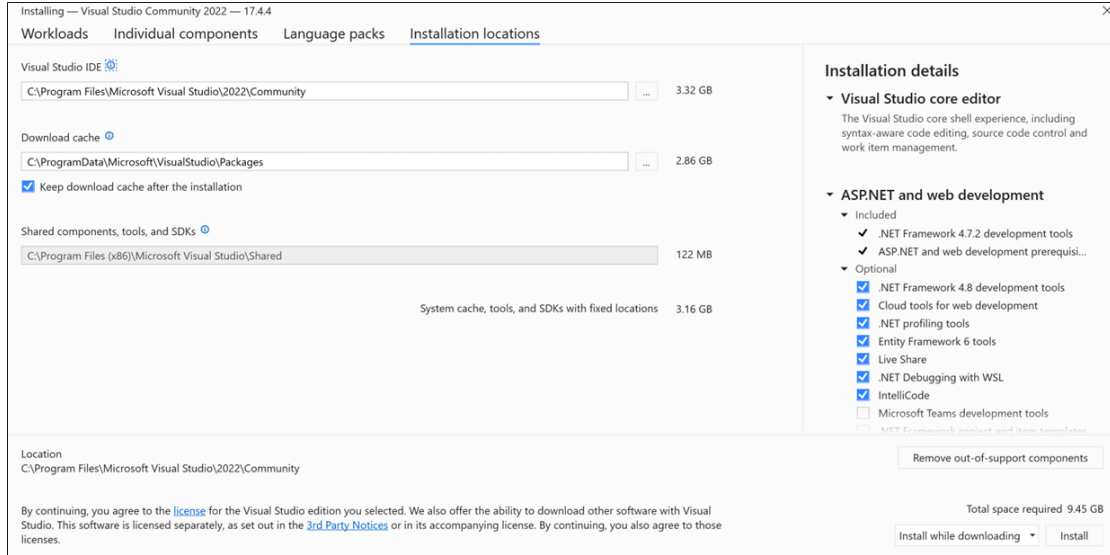 Installing — Visual Studio Community 2022 — 17.4.4
Workloads Individual components Language packs Installation locations
Visual Studio IDE
C:\Program Files\Microsoft Visual Studio\2022\Community ... 3.32 GB
Download cache
C:\ProgramData\Microsoft\VisualStudio\Packages ... 2.86 GB
Keep download cache after the installation
Shared components, tools, and SDKs
C:\Program Files (x86)\Microsoft Visual Studio\Shared 122 MB
System cache, tools, and SDKs with fixed locations 3.16 GB
Installation details
Visual Studio core editor
The Visual Studio core shell experience, including
syntax-aware code editing, source code control and
work item management.
ASP.NET and web development
Included
.NET Framework 4.7.2 development tools
ASP.NET and web development prerequisi...
Optional
.NET Framework 4.8 development tools
Cloud tools for web development
.NET profiling tools
Entity Framework 6 tools
Live Share
.NET Debugging with WSL
IntelliCode
Microsoft Teams development tools
.NET Framework project and item templates
Location
C:\Program Files\Microsoft Visual Studio\2022\Community
Remove out-of-support components
By continuing, you agree to the license for the Visual Studio edition you selected. We also offer the ability to download other software with Visual
Studio. This software is licensed separately, as set out in the 3rd Party Notices or in its accompanying license. By continuing, you also agree to those
licenses.
Total space required 9.45 GB
Install while downloading Install